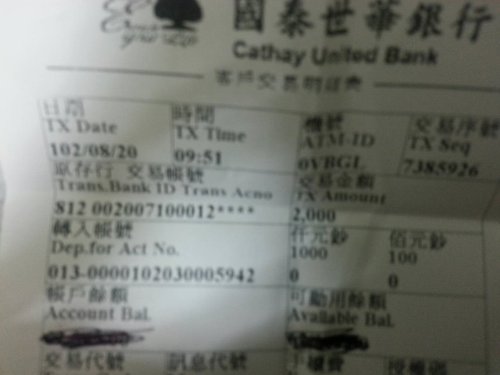 國泰世華銀行
Cathay United Bank
客戶交易明細表
日期 時間 機號 交易序號
TX Date TX Time ATM-ID TX Seq
102/08/20 09:51 0VBGL 7385926
原存行 交易帳號 交易金額
Trans.Bank ID Trans Acno TX Amount
812 002007100012**** 2,000
轉入帳號 仟元鈔 佰元鈔
Dep.for Act No. 1000 100
013-0000102030005942 0 0
帳戶餘額 可動用餘額
Account Bal. Available Bal.
交易代號 訊息代號 手續費